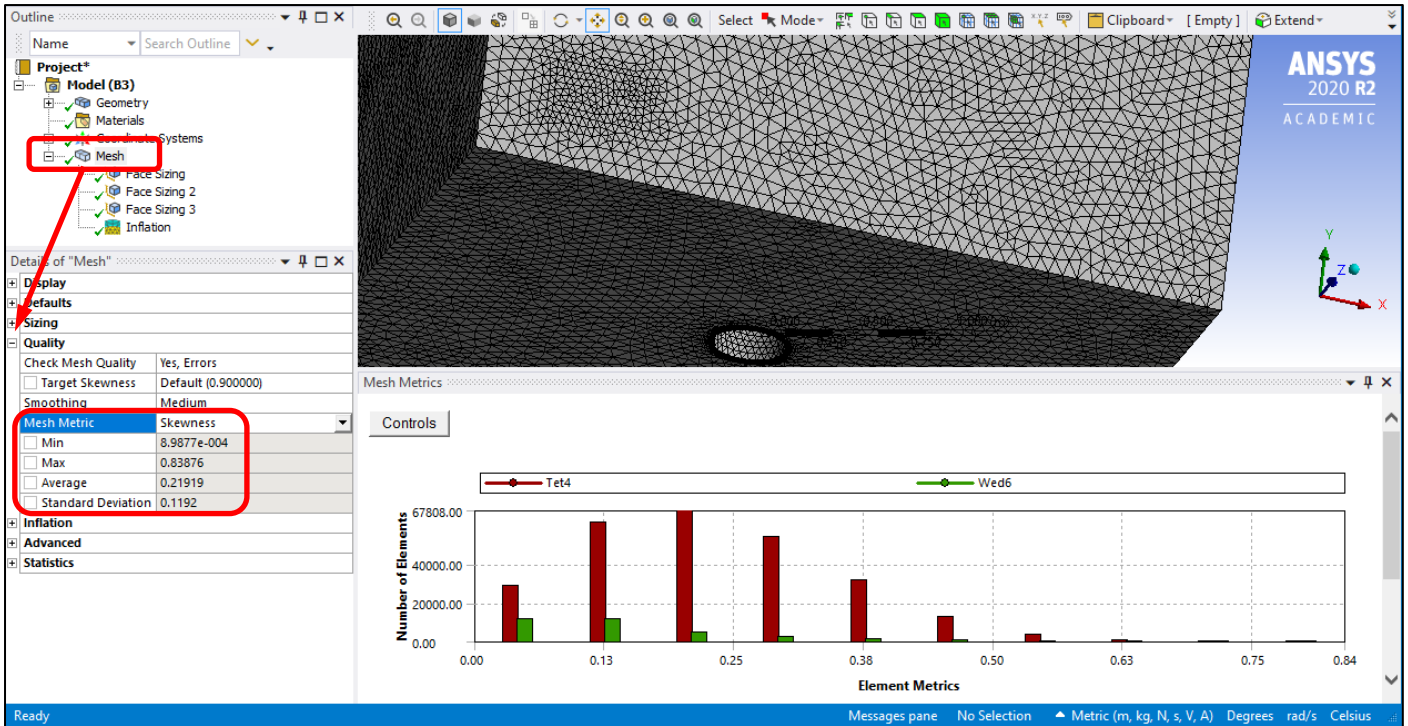 Outline
Name Search Outline
Project*
Model (B3)
Geometry
Materials
Coordinate Systems
Mesh
Face Sizing
Face Sizing 2
Face Sizing 3
Inflation
Select Mode Clipboard [ Empty ] Extend
ANSYS
2020 R2
ACADEMIC
Y
Z
X
Details of "Mesh"
Display
Defaults
Sizing
Quality
Check Mesh Quality Yes, Errors
Target Skewness Default (0.900000)
Smoothing Medium
Mesh Metric Skewness
Min 8.9877e-004
Max 0.83876
Average 0.21919
Standard Deviation 0.1192
Inflation
Advanced
Statistics
Mesh Metrics
Controls
Tet4 Wed6
Number of Elements
67808.00
40000.00
20000.00
0.00
0.00 0.13 0.25 0.38 0.50 0.63 0.75 0.84
Element Metrics
Ready Messages pane No Selection Metric (m, kg, N, s, V, A) Degrees rad/s Celsius